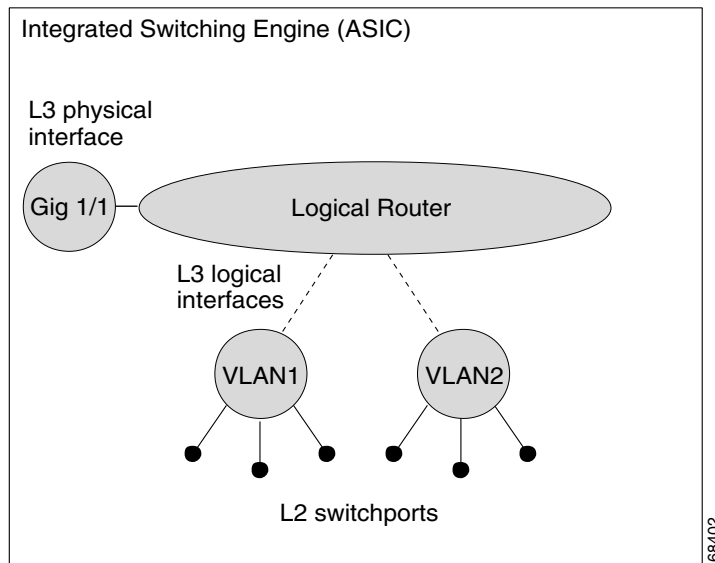 Integrated Switching Engine (ASIC)
L3 physical
interface
Gig 1/1
Logical Router
L3 logical
interfaces
VLAN1
VLAN2
L2 switchports
68402